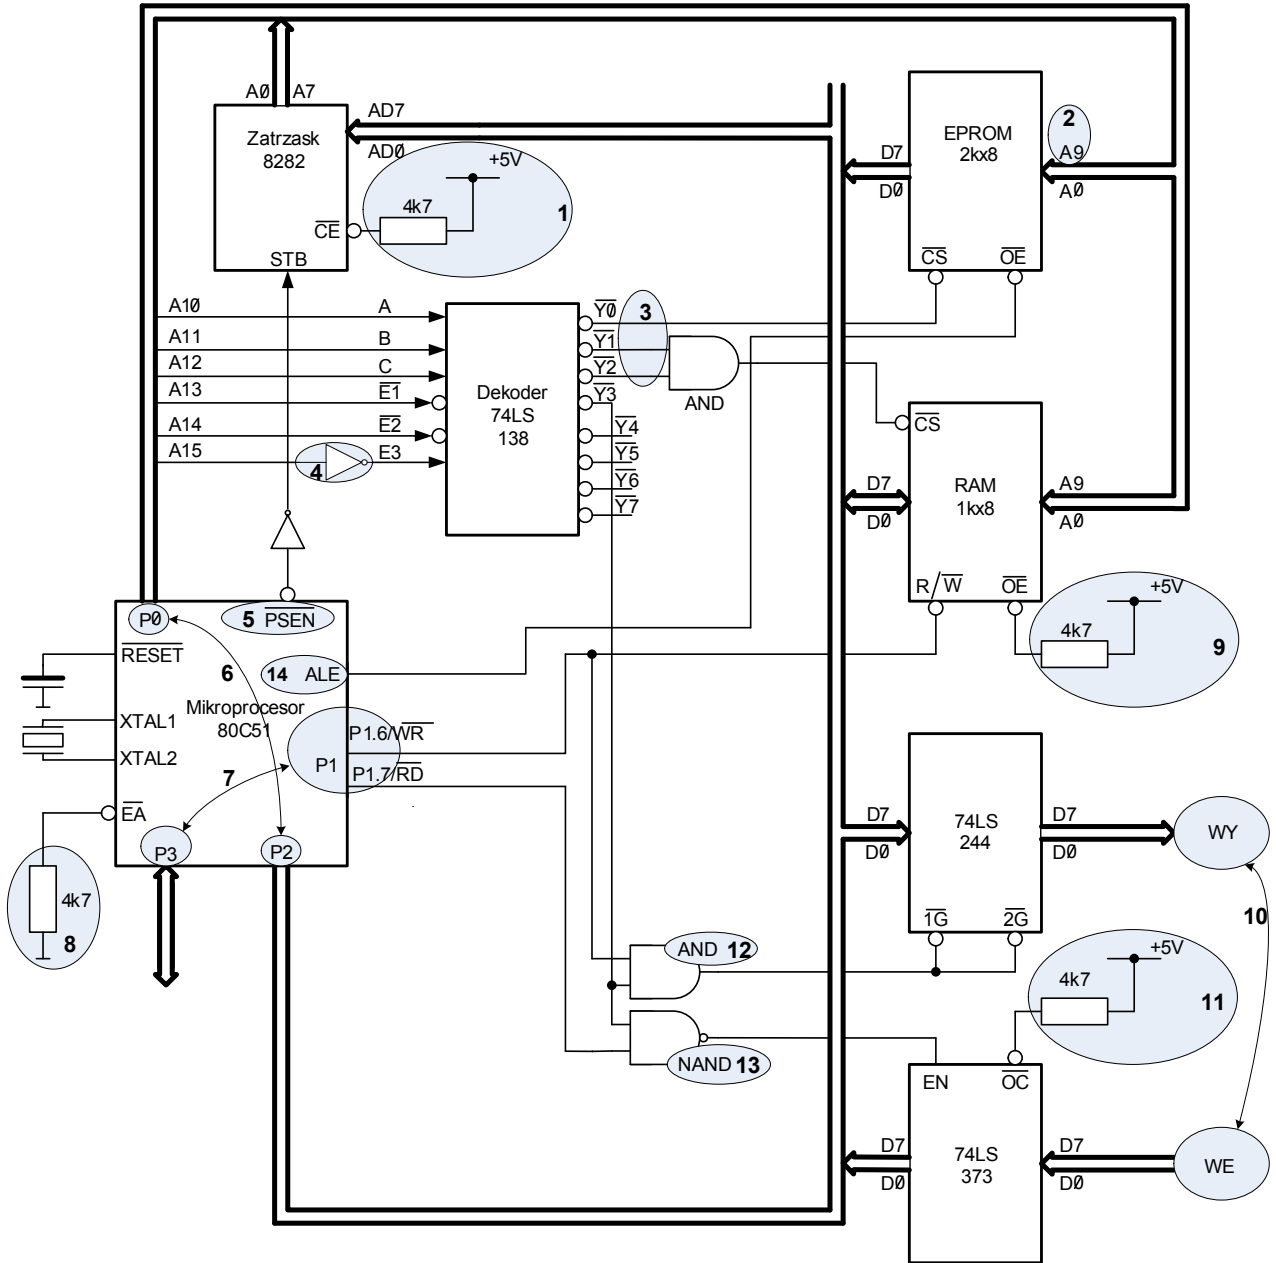 A0 A7
Zatrzask
8282
AD7
AD0
+5V
4k7
1
CE
STB
EPROM
2kx8
2
D7
D0
A9
A0
CS OE
A10 A
A11 B
A12 C
A13 E1
A14 E2
A15 4 E3
Dekoder
74LS
138
Y0
Y1
Y2
Y3
Y4
Y5
Y6
Y7
3
AND
CS
RAM
1kx8
D7
D0
A9
A0
R/W OE
+5V
4k7
9
P0
5 PSEN
RESET
6
14 ALE
Mikroprocesor
80C51
XTAL1
XTAL2
P1.6/WR
P1
P1.7/RD
7
EA
P3
P2
4k7
8
74LS
244
D7
D0
D7
D0
WY
1G 2G
10
AND 12
+5V
4k7
11
NAND 13
EN OC
74LS
373
D7
D0
D7
D0
WE